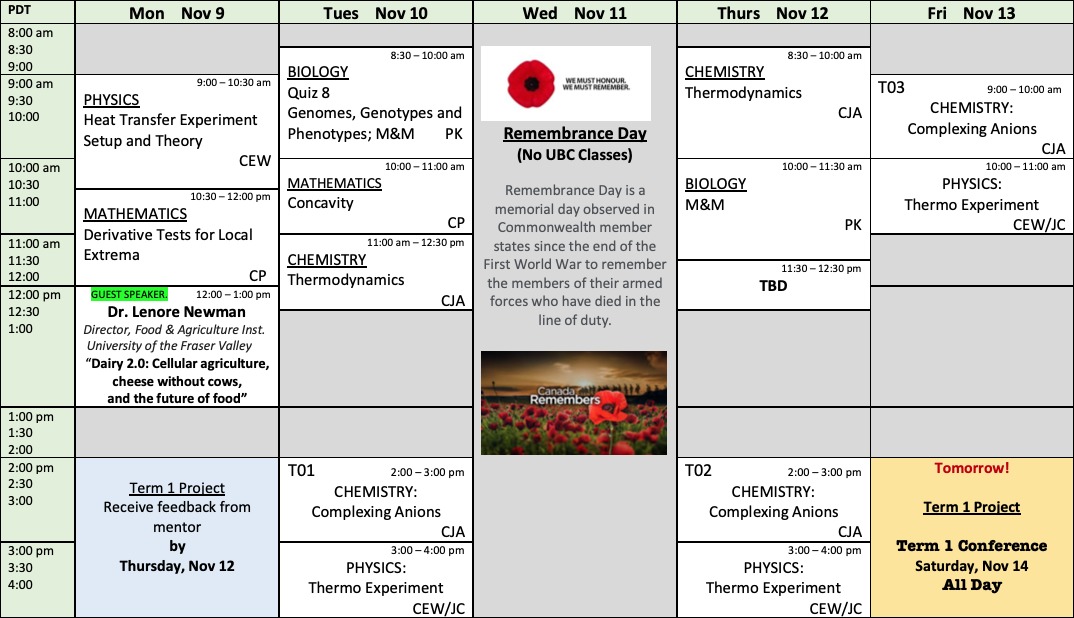 PDT
Mon Nov 9
Tues Nov 10
Wed Nov 11
Thurs Nov 12
Fri Nov 13
8:00 am
8:30
9:00
9:00 am
9:30
10:00
10:00 am
10:30
11:00
11:00 am
11:30
12:00
12:00 pm
12:30
1:00
1:00 pm
1:30
2:00
2:00 pm
2:30
3:00
3:00 pm
3:30
4:00
9:00 – 10:30 am
PHYSICS
Heat Transfer Experiment
Setup and Theory
CEW
10:30 – 12:00 pm
MATHEMATICS
Derivative Tests for Local
Extrema
CP
GUEST SPEAKER. 12:00 – 1:00 pm
Dr. Lenore Newman
Director, Food & Agriculture Inst.
University of the Fraser Valley
“Dairy 2.0: Cellular agriculture,
cheese without cows,
and the future of food”
Term 1 Project
Receive feedback from
mentor
by
Thursday, Nov 12
8:30 – 10:00 am
BIOLOGY
Quiz 8
Genomes, Genotypes and
Phenotypes; M&M PK
10:00 – 11:00 am
MATHEMATICS
Concavity
CP
11:00 am – 12:30 pm
CHEMISTRY
Thermodynamics
CJA
T01 2:00 – 3:00 pm
CHEMISTRY:
Complexing Anions
CJA
3:00 – 4:00 pm
PHYSICS:
Thermo Experiment
CEW/JC
WE MUST HONOUR.
WE MUST REMEMBER.
Remembrance Day
(No UBC Classes)
Remembrance Day is a
memorial day observed in
Commonwealth member
states since the end of the
First World War to remember
the members of their armed
forces who have died in the
line of duty.
Canada
Remembers
8:30 – 10:00 am
CHEMISTRY
Thermodynamics
CJA
10:00 – 11:30 am
BIOLOGY
M&M
PK
11:30 – 12:30 pm
TBD
T02 2:00 – 3:00 pm
CHEMISTRY:
Complexing Anions
CJA
3:00 – 4:00 pm
PHYSICS:
Thermo Experiment
CEW/JC
T03 9:00 – 10:00 am
CHEMISTRY:
Complexing Anions
CJA
10:00 – 11:00 am
PHYSICS:
Thermo Experiment
CEW/JC
Tomorrow!
Term 1 Project
Term 1 Conference
Saturday, Nov 14
All Day